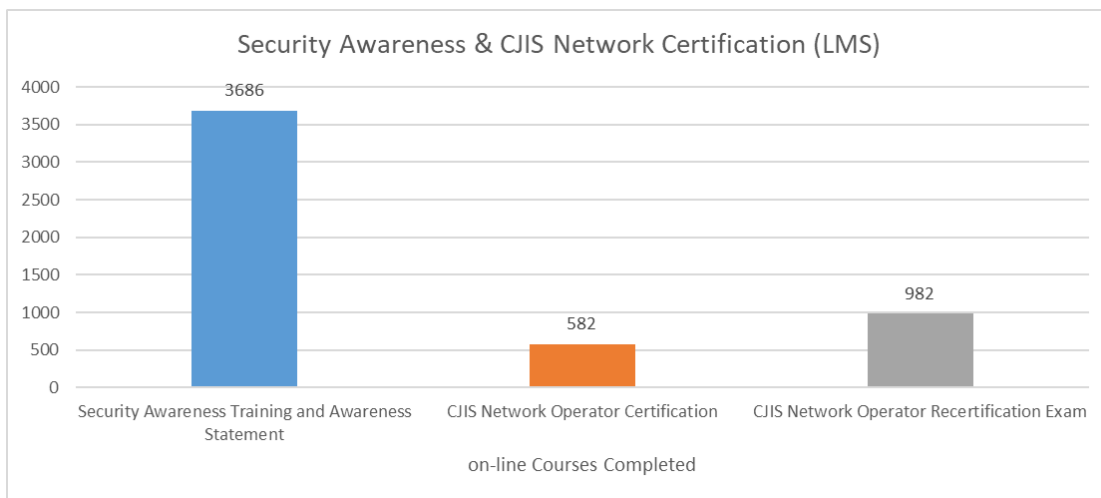 Security Awareness & CJIS Network Certification (LMS)
4000
3500
3000
2500
2000
1500
1000
500
0
3686
582
982
Security Awareness Training and Awareness
Statement
CJIS Network Operator Certification
CJIS Network Operator Recertification Exam
on-line Courses Completed